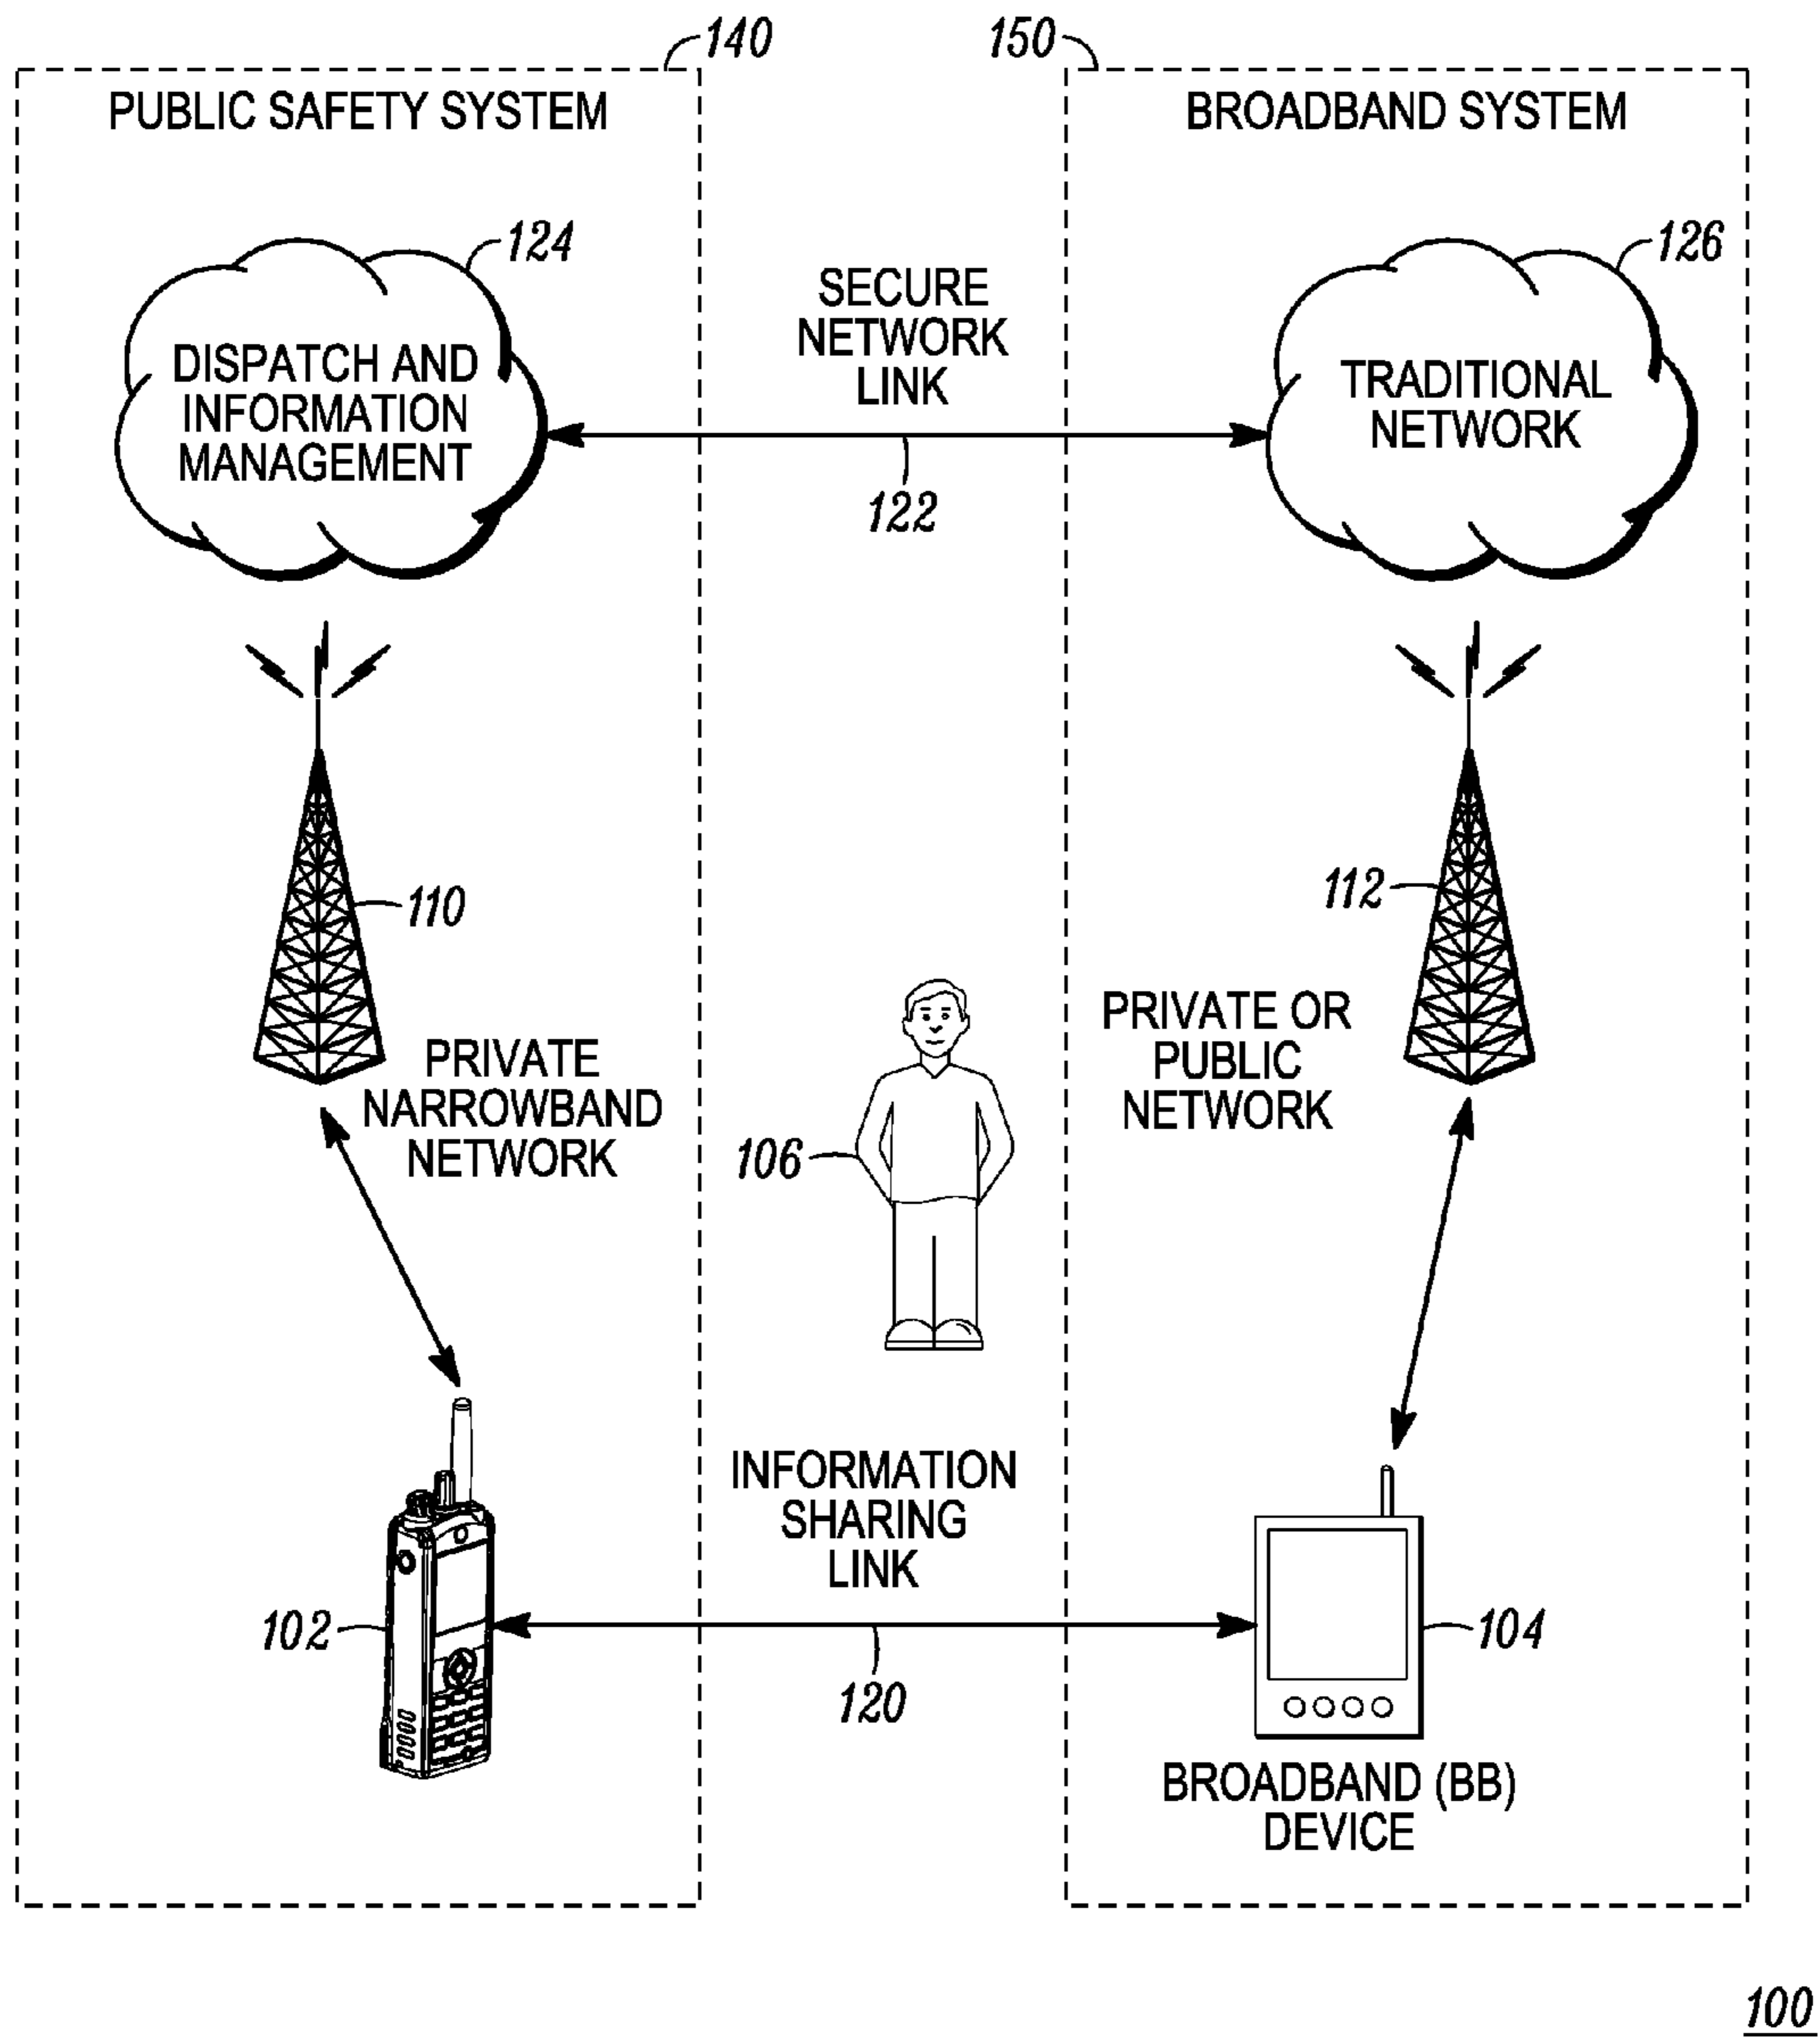 140
150
PUBLIC SAFETY SYSTEM
BROADBAND SYSTEM
124
126
DISPATCH AND
INFORMATION
MANAGEMENT
SECURE
NETWORK
LINK
TRADITIONAL
NETWORK
122
110
112
PRIVATE
NARROWBAND
NETWORK
106
PRIVATE OR
PUBLIC
NETWORK
INFORMATION
SHARING
LINK
102
104
120
BROADBAND (BB)
DEVICE
100